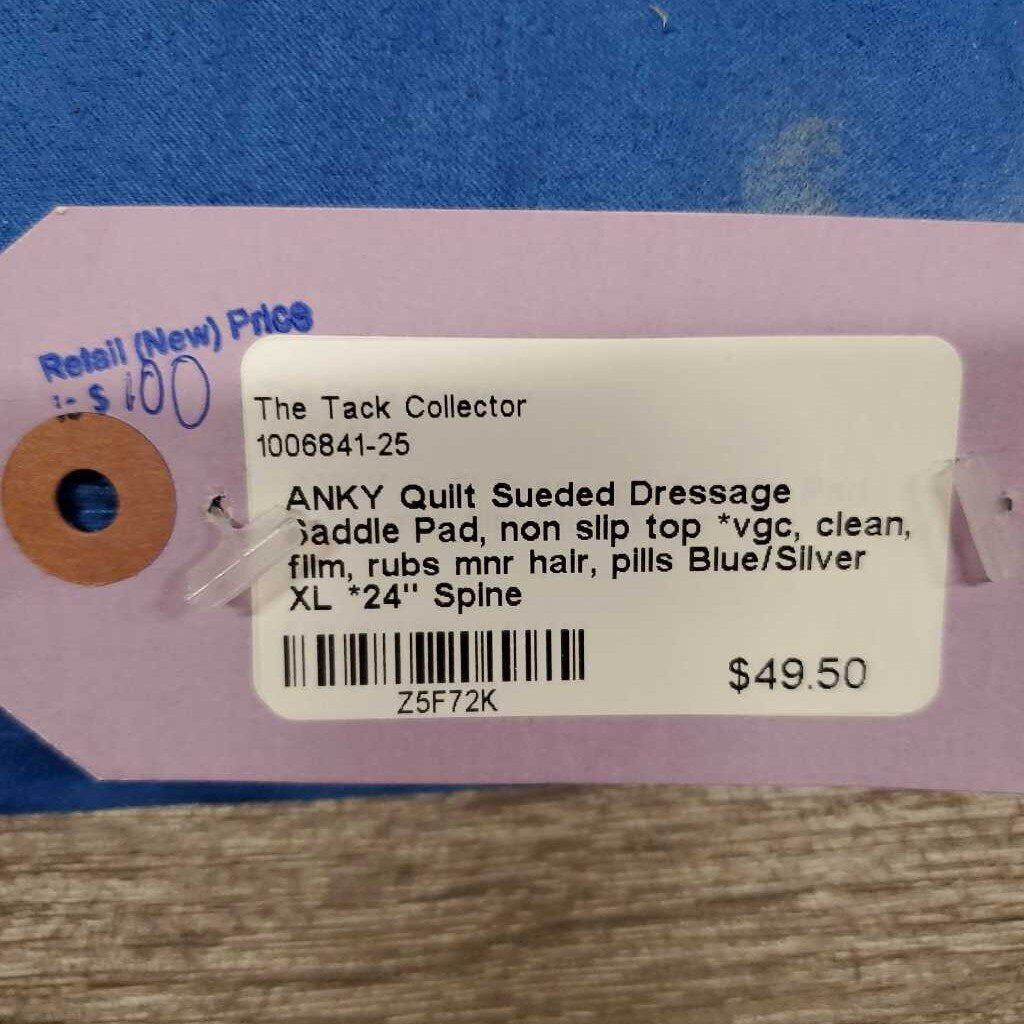 Retail (New) Price
is $ 100
The Tack Collector
1006841-25
ANKY Quilt Sueded Dressage
Saddle Pad, non slip top *vgc, clean,
film, rubs mnr hair, pills Blue/Silver
XL *24" Spine
Z5F72K
$49.50